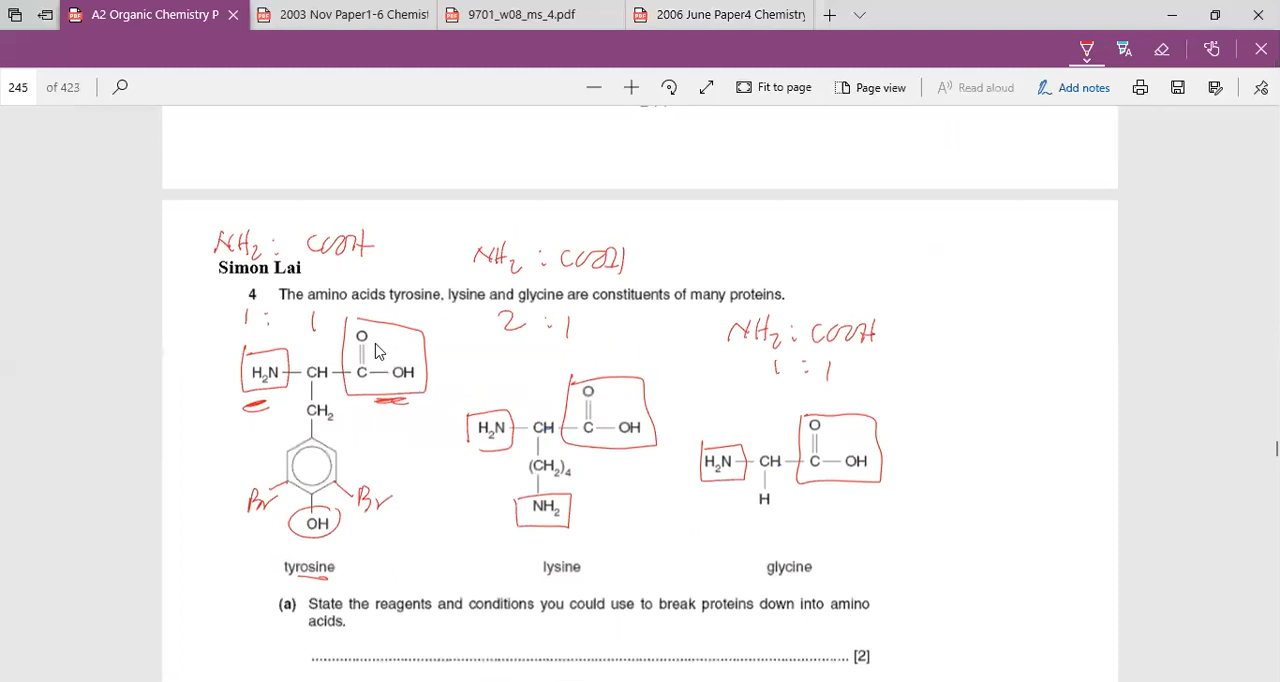 A2 Organic Chemistry P
2003 Nov Paper1-6 Chemist
9701_w08_ms_4.pdf
2006 June Paper4 Chemistry
245 of 423
Fit to page
Page view
Read aloud
Add notes
NH2 : COOH
NH2 : COOH
Simon Lai
4 The amino acids tyrosine, lysine and glycine are constituents of many proteins.
1 : 1
2 : 1
NH2 : COOH
1 : 1
O
H2N CH C OH
CH2
Br Br
OH
O
H2N CH C OH
(CH2)4
NH2
O
H2N CH C OH
H
tyrosine lysine glycine
(a) State the reagents and conditions you could use to break proteins down into amino
acids.
[2]